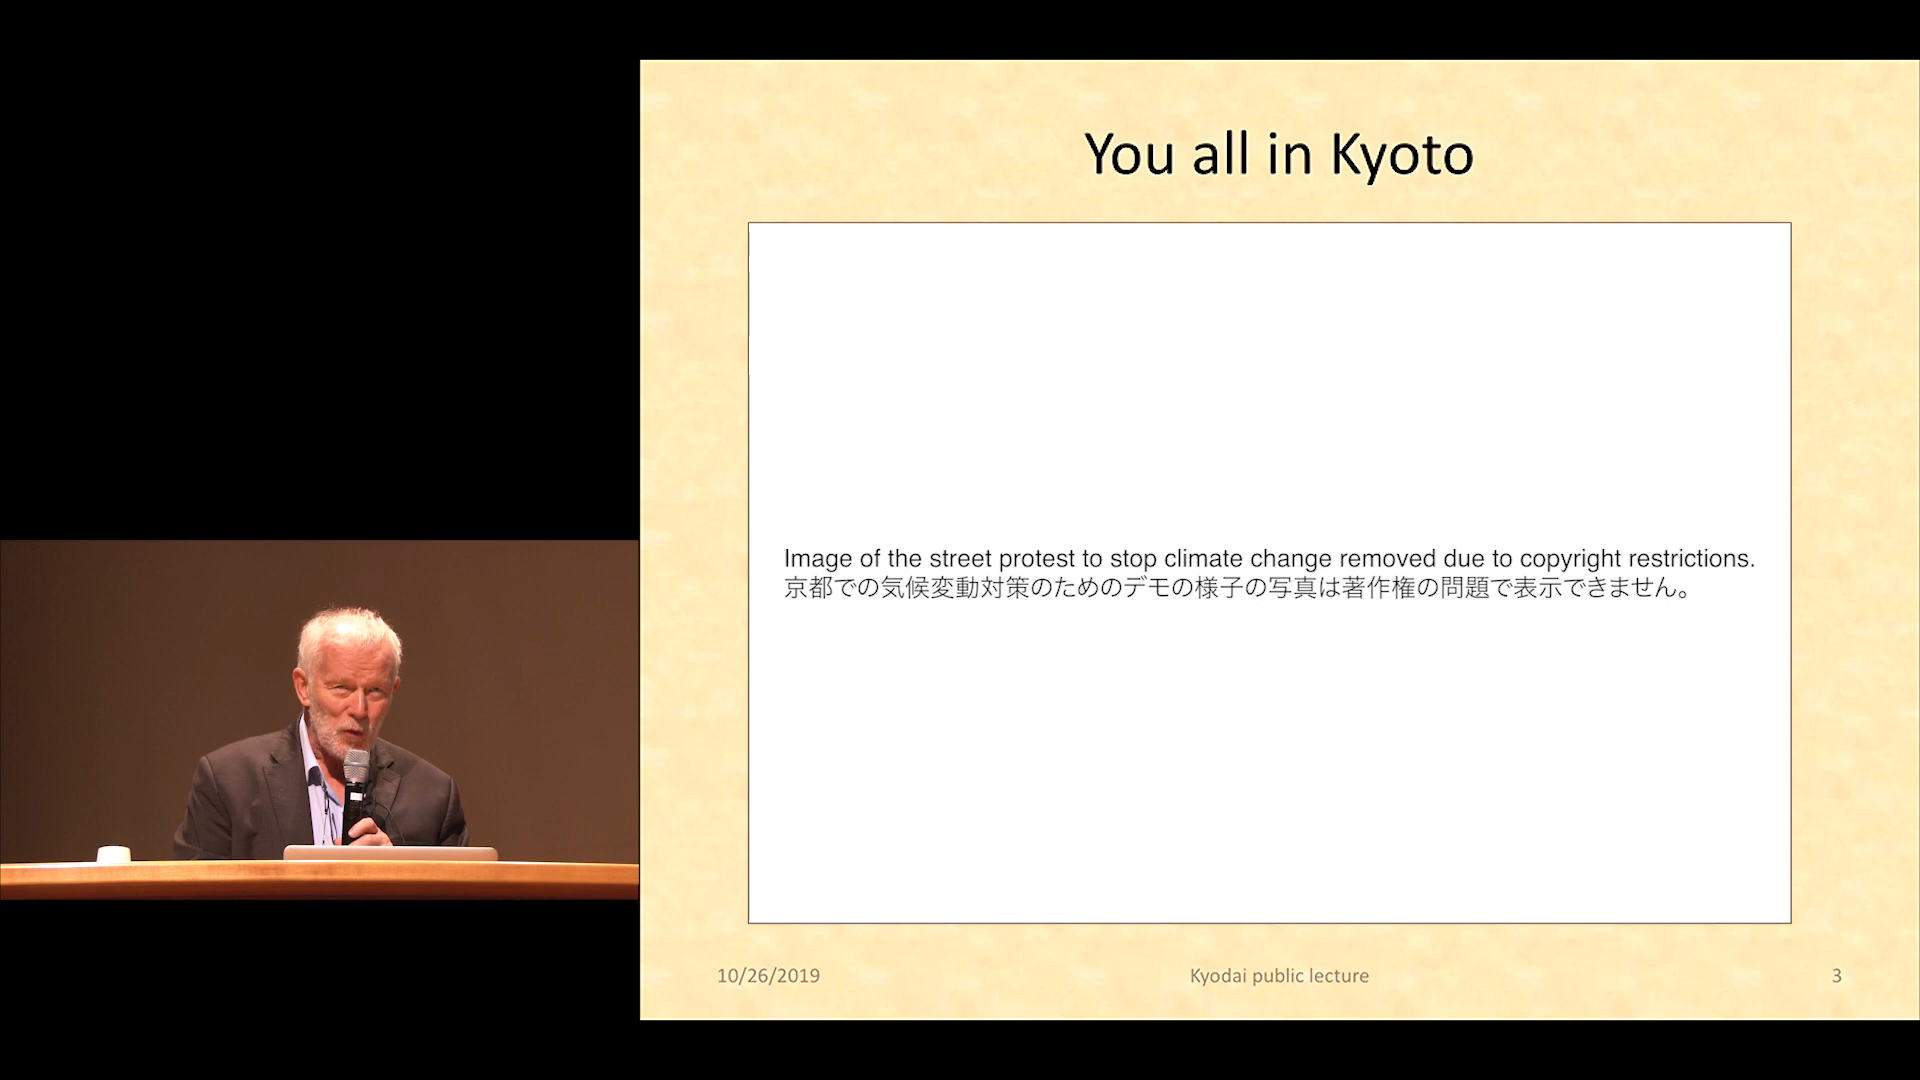 You all in Kyoto
Image of the street protest to stop climate change removed due to copyright restrictions.
京都での気候変動対策のためのデモの様子の写真は著作権の問題で表示できません。
10/26/2019
Kyodai public lecture
3